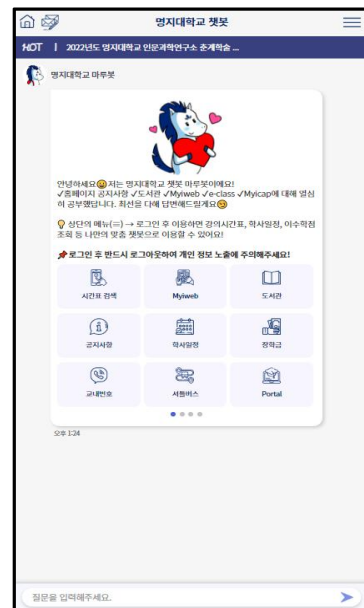 명지대학교 챗봇
HOT | 2022년도 명지대학교 인문과학연구소 춘계학술 ...
명지대학교 마루봇
안녕하세요😀저는 명지대학교 챗봇 마루봇이에요!
✓홈페이지 공지사항 ✓도서관 ✓Myiweb ✓e-class ✓Myicap에 대해 열심
히 공부했답니다. 최선을 다해 답변해드릴게요😊
💡 상단의 메뉴(☰) → 로그인 후 이용하면 강의시간표, 학사일정, 이수학점
조회 등 나만의 맞춤 챗봇으로 이용할 수 있어요!
📌로그인 후 반드시 로그아웃하여 개인 정보 노출에 주의해주세요!
시간표 검색
Myiweb
도서관
공지사항
학사일정
장학금
교내번호
셔틀버스
Portal
오후 1:24
질문을 입력해주세요.